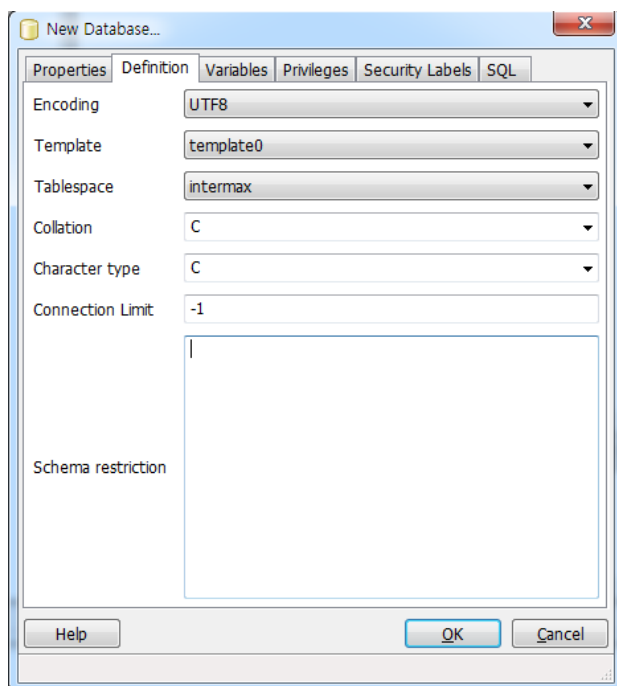 New Database...
Properties Definition Variables Privileges Security Labels SQL
Encoding UTF8
Template template0
Tablespace intermax
Collation C
Character type C
Connection Limit -1
Schema restriction
Help OK Cancel